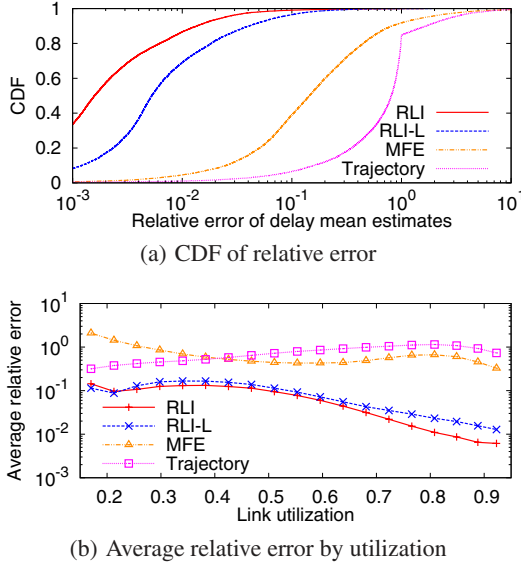 1
0.8
0.6
0.4
0.2
0
CDF
RLI
RLI-L
MFE
Trajectory
10^-3 10^-2 10^-1 10^0 10^1
Relative error of delay mean estimates
(a) CDF of relative error
10^1
10^0
10^-1
10^-2
10^-3
Average relative error
RLI
RLI-L
MFE
Trajectory
0.2 0.3 0.4 0.5 0.6 0.7 0.8 0.9
Link utilization
(b) Average relative error by utilization